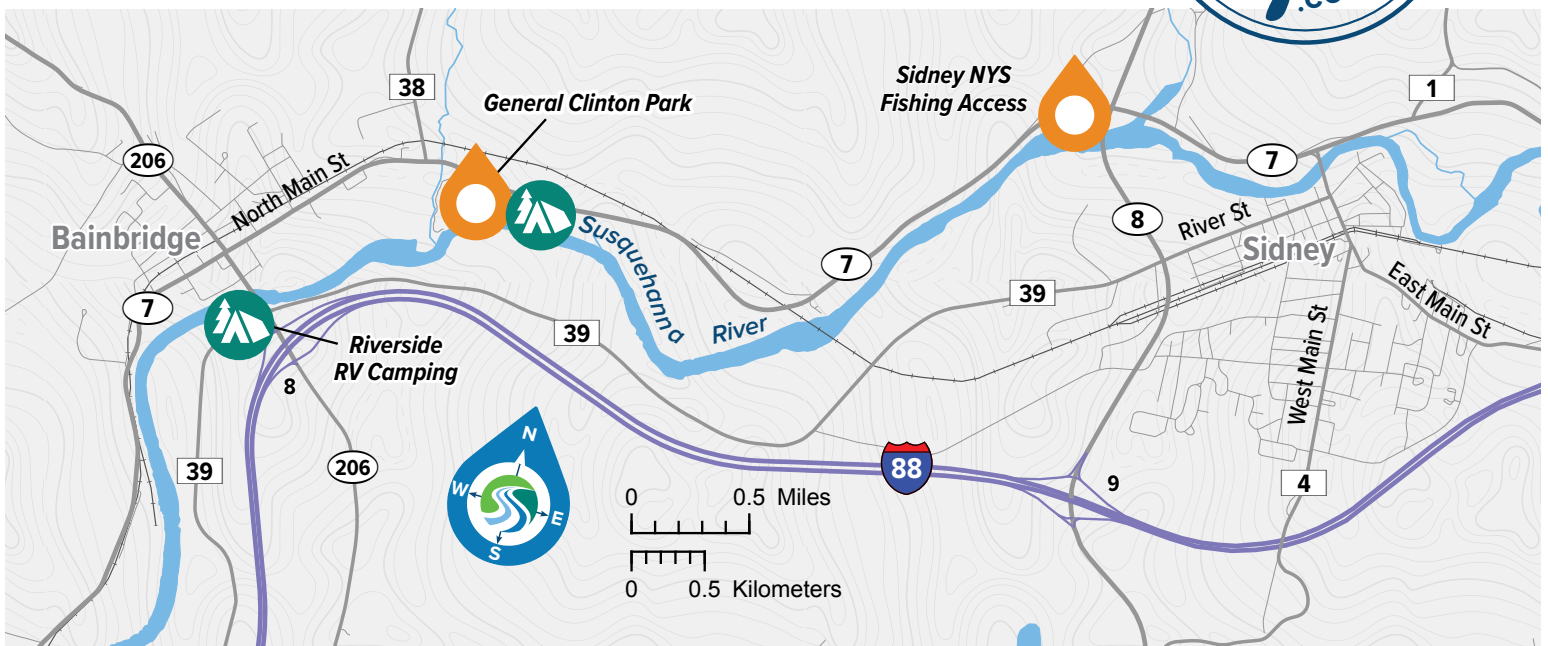 .CO
38
General Clinton Park
Sidney NYS
Fishing Access
1
206
North Main St
7
Bainbridge
8
River St
Sidney
Susquehanna
River
7
39
East Main St
7
Riverside
RV Camping
39
West Main St
8
39
206
N
W
E
S
88
9
4
0
0.5 Miles
0
0.5 Kilometers